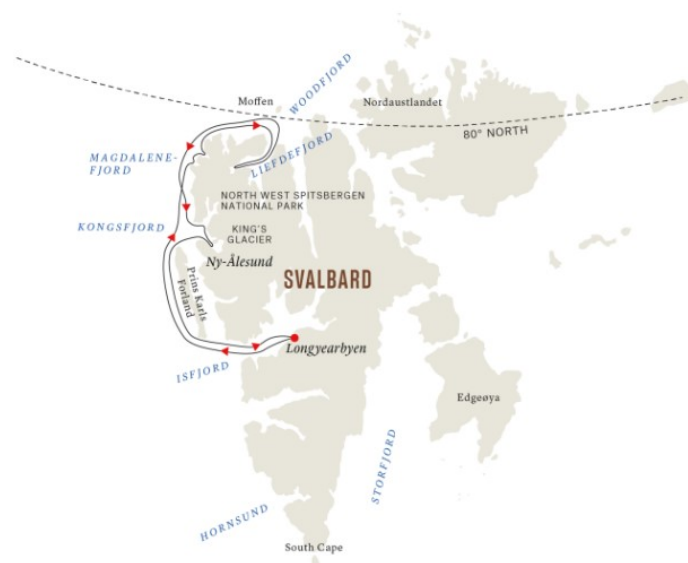 WOODFJORD
Moffen
Nordaustlandet
80° NORTH
LIEFDEFJORD
MAGDALENE-
FJORD
NORTH WEST SPITSBERGEN
NATIONAL PARK
KONGSFJORD
KING'S
GLACIER
Ny-Ålesund
SVALBARD
Prins Karls
Forland
Longyearbyen
ISFJORD
Edgeøya
STORFJORD
HORNSUND
South Cape